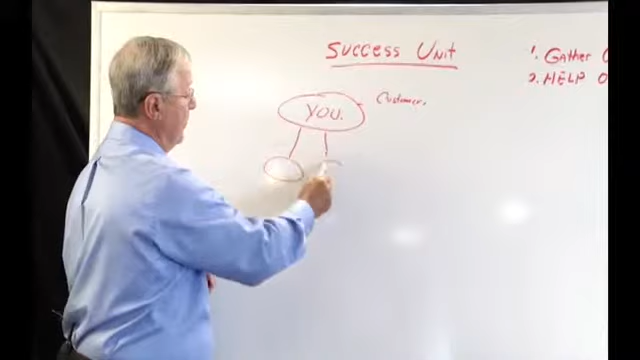 Success Unit
1. Gather
2. HELP
YOU.
Customer.